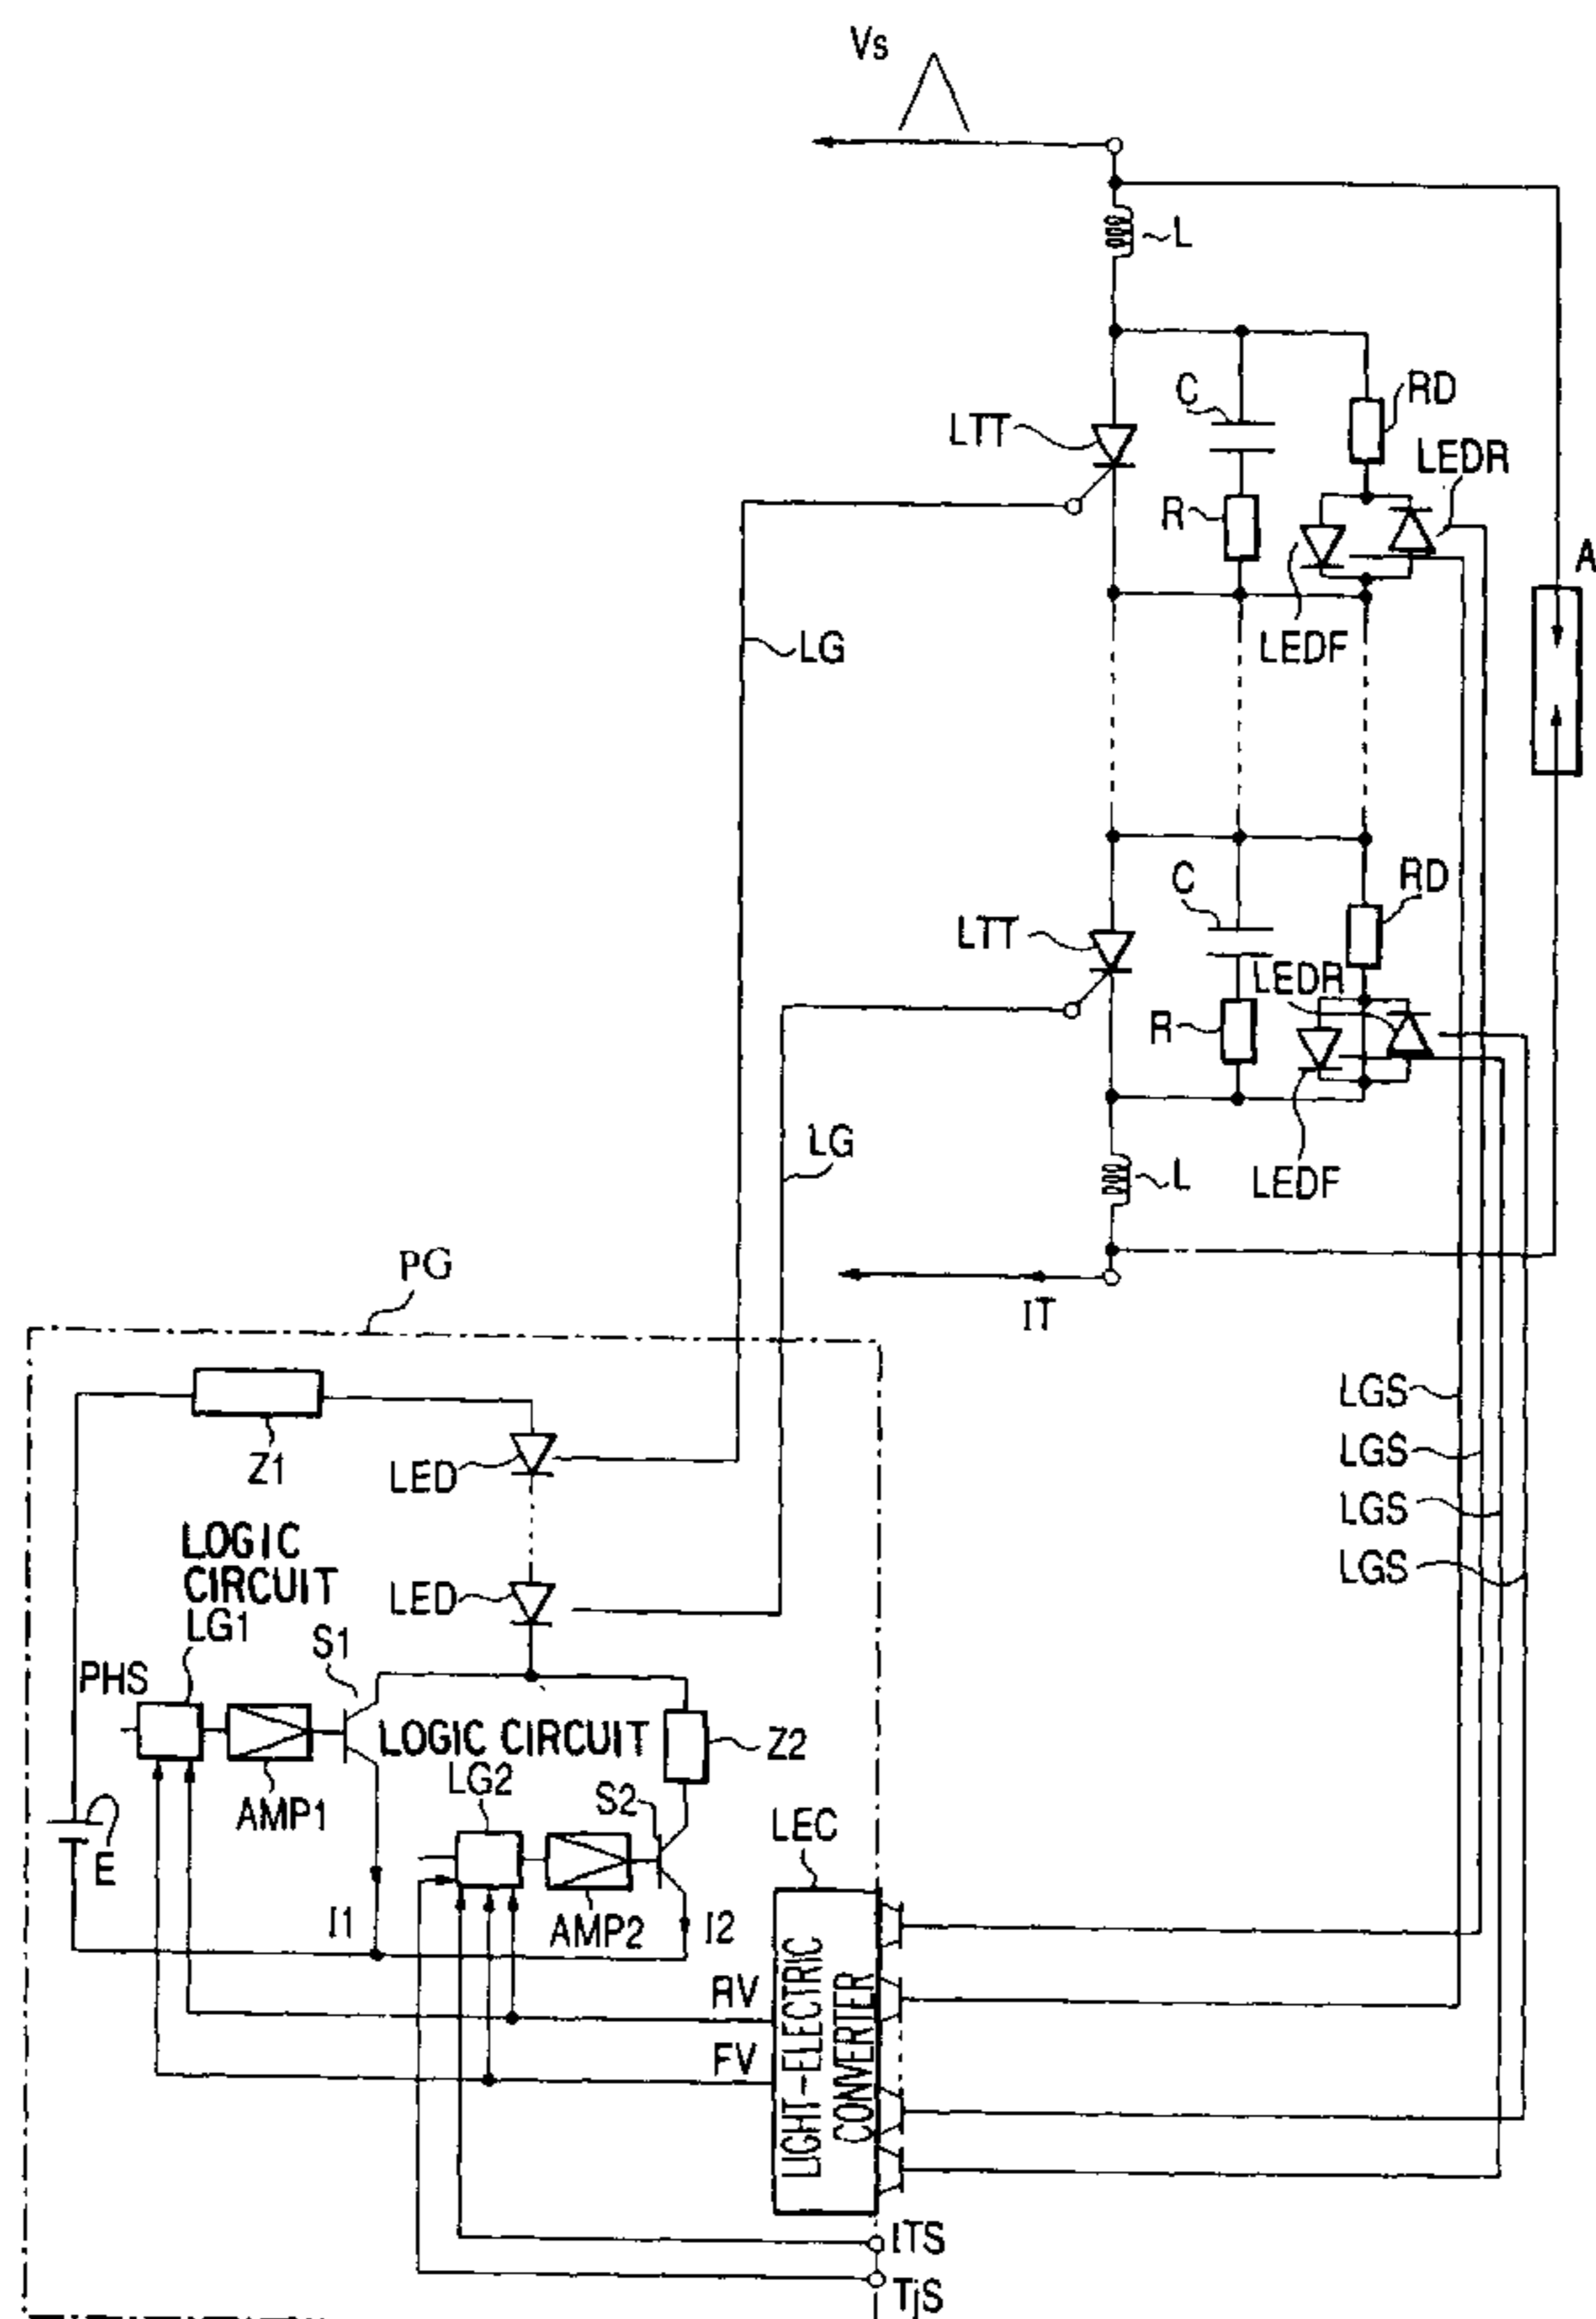 Vs
L
C
RD
LTT
LEDR
R
A
LEDF
LG
C
RD
LTT
LEDR
R
LG
L
LEDF
PG
IT
LGS
Z1
LED
LGS
LOGIC
CIRCUIT
LG1
LGS
LED
LGS
S1
PHS
LOGIC CIRCUIT
LG2
Z2
AMP1
S2
LEC
E
I1
AMP2
I2
RV
FV
LIGHT-ELECTRIC
CONVERTER
ITS
TjS